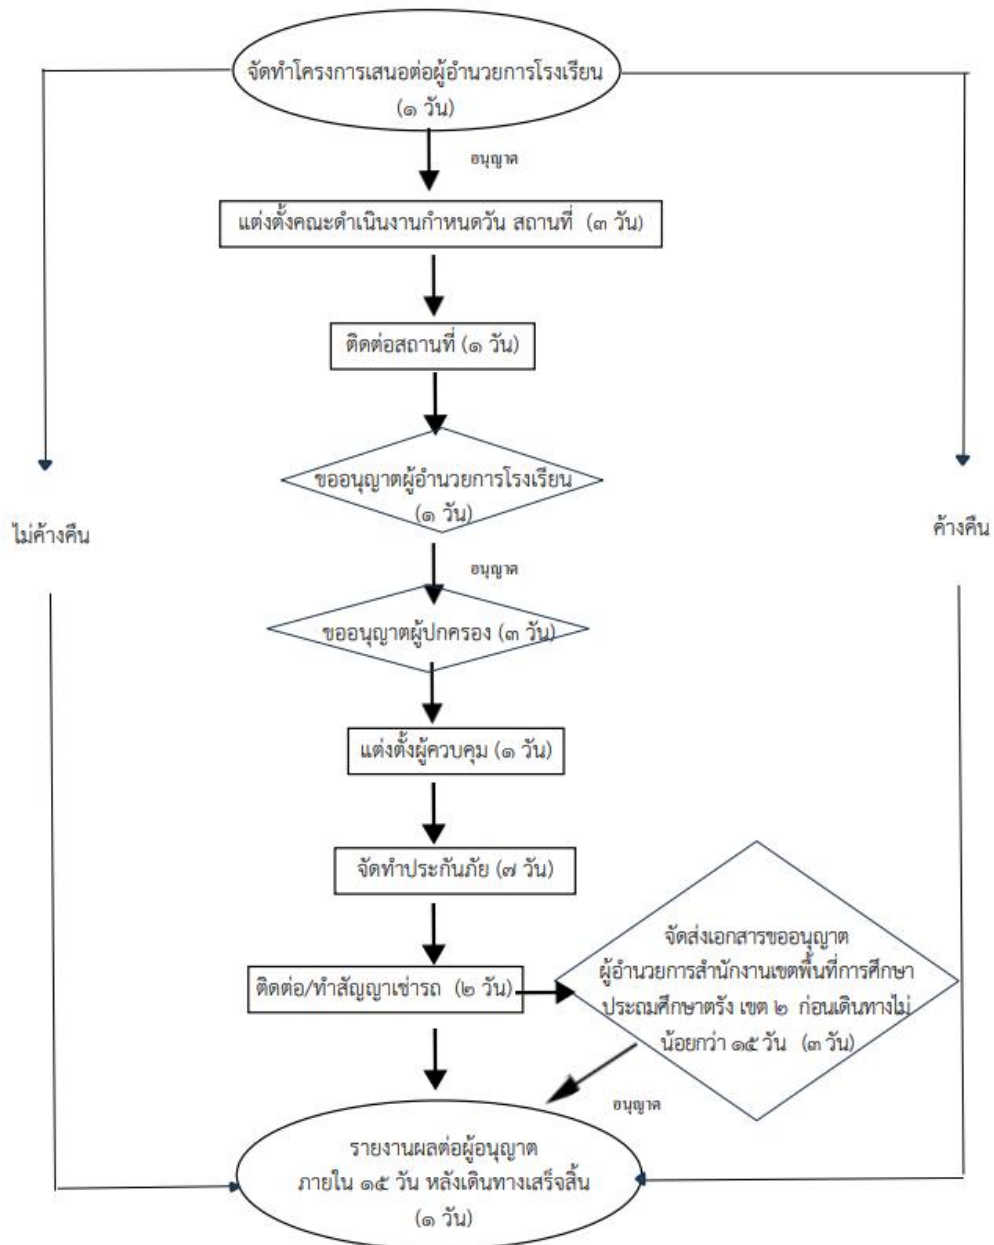 จัดทำโครงการเสนอต่อผู้อำนวยการโรงเรียน
(๑ วัน)
อนุญาต
แต่งตั้งคณะดำเนินงานกำหนดวัน สถานที่ (๓ วัน)
ติดต่อสถานที่ (๑ วัน)
ขออนุญาตผู้อำนวยการโรงเรียน
(๑ วัน)
ไม่ค้างคืน
ค้างคืน
อนุญาต
ขออนุญาตผู้ปกครอง (๓ วัน)
แต่งตั้งผู้ควบคุม (๑ วัน)
จัดทำประกันภัย (๗ วัน)
ติดต่อ/ทำสัญญาเช่ารถ (๒ วัน)
จัดส่งเอกสารขออนุญาต
ผู้อำนวยการสำนักงานเขตพื้นที่การศึกษา
ประถมศึกษาตรัง เขต ๒ ก่อนเดินทางไม่
น้อยกว่า ๑๕ วัน (๓ วัน)
อนุญาต
รายงานผลต่อผู้อนุญาต
ภายใน ๑๕ วัน หลังเดินทางเสร็จสิ้น
(๑ วัน)